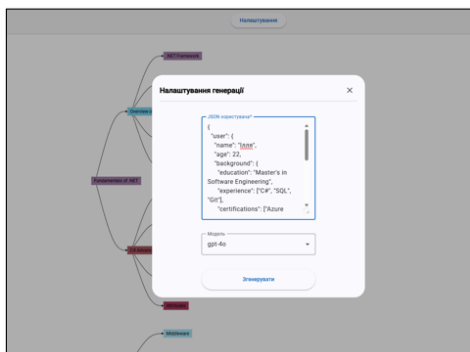 Налаштування
.NET Framework
Налаштування генерації
JSON користувача*
{
"user": {
"name": "Ілля",
"age": 22,
"background": {
"education": "Master's in
Software Engineering",
"experience": ["C#", "SQL",
"Git"],
"certifications": ["Azure
Fundamentals of .NET
Модель
gpt-4o
Згенерувати
Middleware